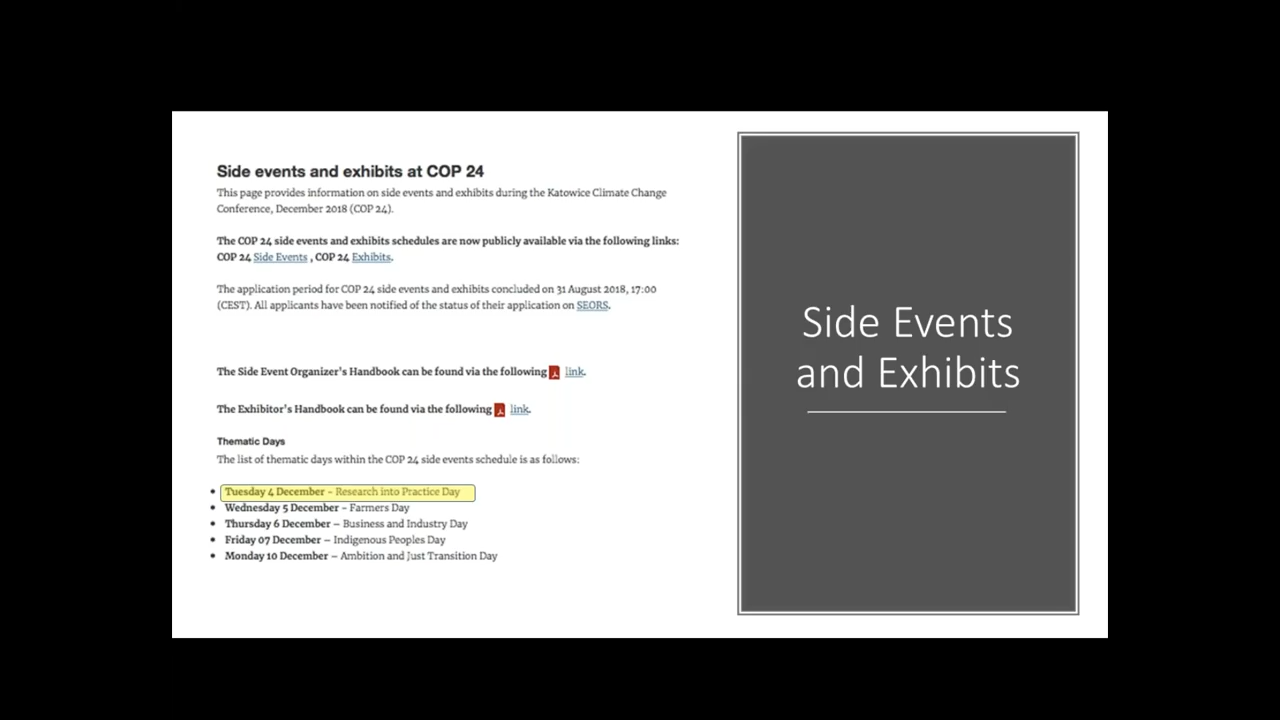 Side events and exhibits at COP 24
This page provides information on side events and exhibits during the Katowice Climate Change
Conference, December 2018 (COP 24).
The COP 24 side events and exhibits schedules are now publicly available via the following links:
COP 24 Side Events , COP 24 Exhibits.
The application period for COP 24 side events and exhibits concluded on 31 August 2018, 17:00
(CEST). All applicants have been notified of the status of their application on SEORS.
The Side Event Organizer's Handbook can be found via the following link.
The Exhibitor's Handbook can be found via the following link.
Thematic Days
The list of thematic days within the COP 24 side events schedule is as follows:
• Tuesday 4 December – Research into Practice Day
• Wednesday 5 December – Farmers Day
• Thursday 6 December – Business and Industry Day
• Friday 07 December – Indigenous Peoples Day
• Monday 10 December – Ambition and Just Transition Day
Side Events
and Exhibits